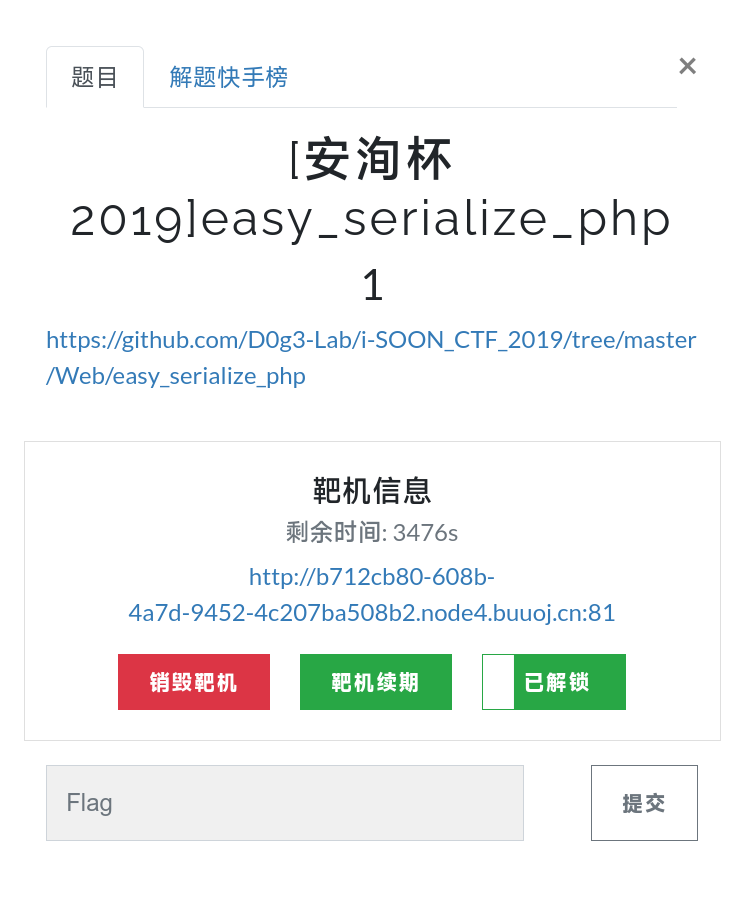 题目
解题快手榜
×
[安洵杯
2019]easy_serialize_php
1
https://github.com/D0g3-Lab/i-SOON_CTF_2019/tree/master
/Web/easy_serialize_php
靶机信息
剩余时间: 3476s
http://b712cb80-608b-
4a7d-9452-4c207ba508b2.node4.buuoj.cn:81
销毁靶机
靶机续期
已解锁
Flag
提交